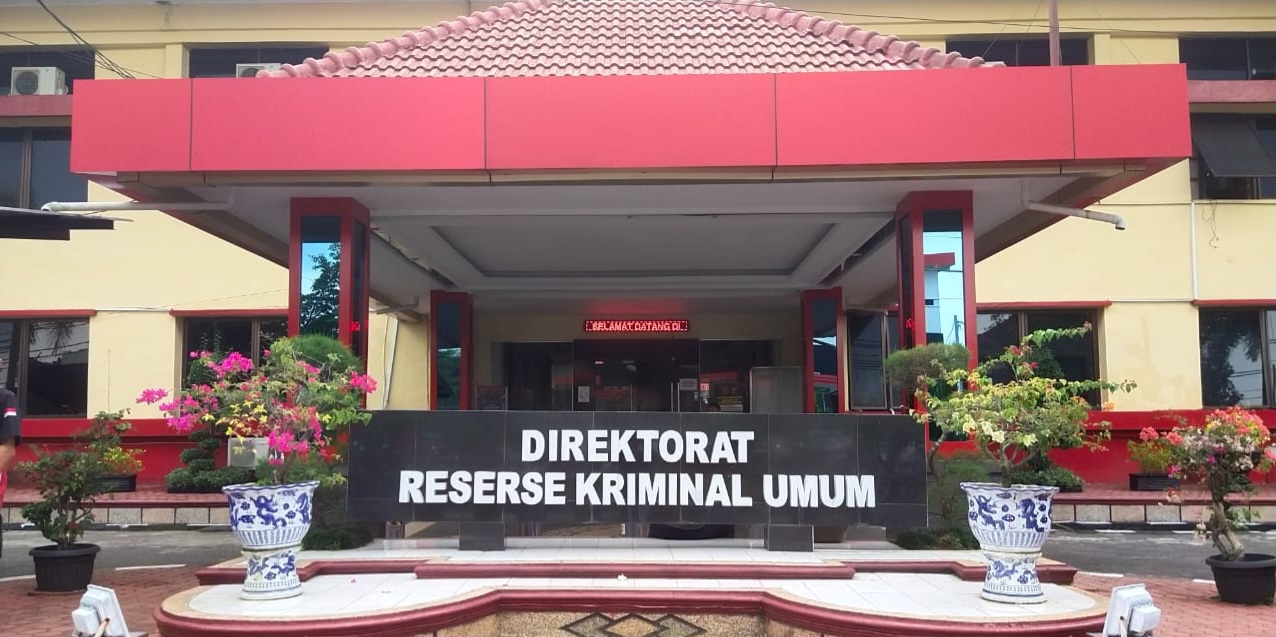 SELAMAT DATANG DI
DIREKTORAT
RESERSE KRIMINAL UMUM